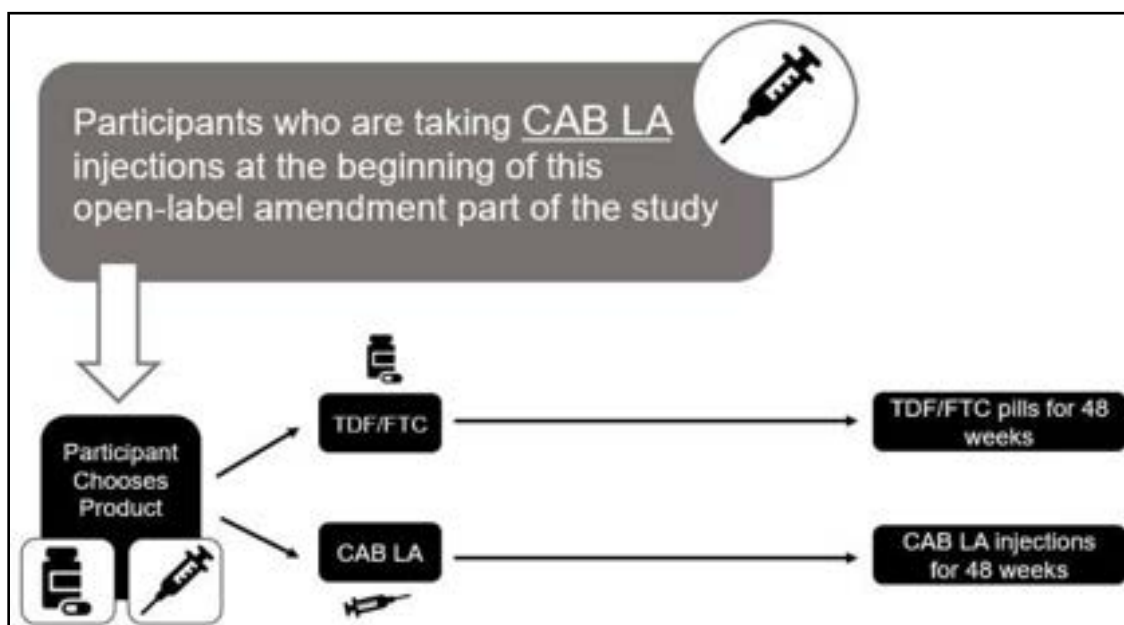 Participants who are taking CAB LA
injections at the beginning of this
open-label amendment part of the study
Participant
Chooses
Product
TDF/FTC
TDF/FTC pills for 48
weeks
CAB LA
CAB LA injections
for 48 weeks